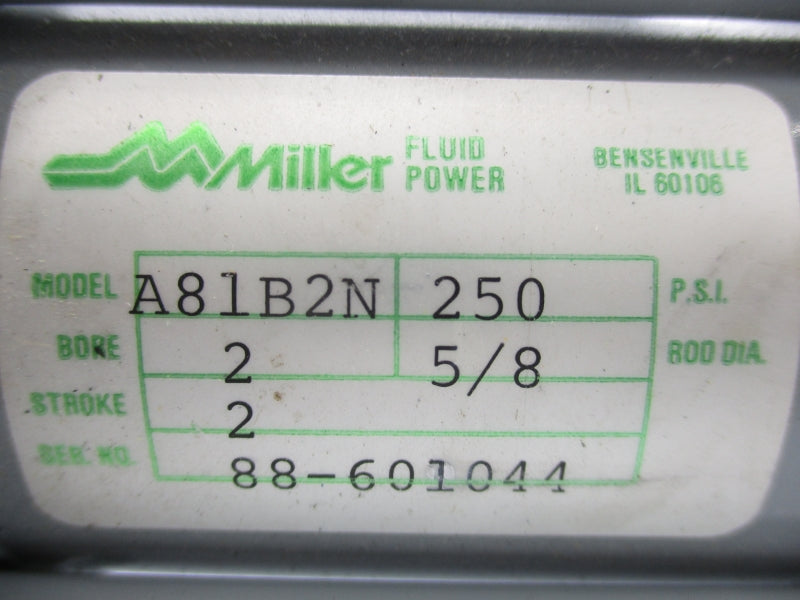 Miller FLUID POWER
BENSENVILLE
IL 60106
MODEL A81B2N 250 P.S.I.
BORE 2 5/8 ROD DIA.
STROKE 2
SER. NO. 88-601044